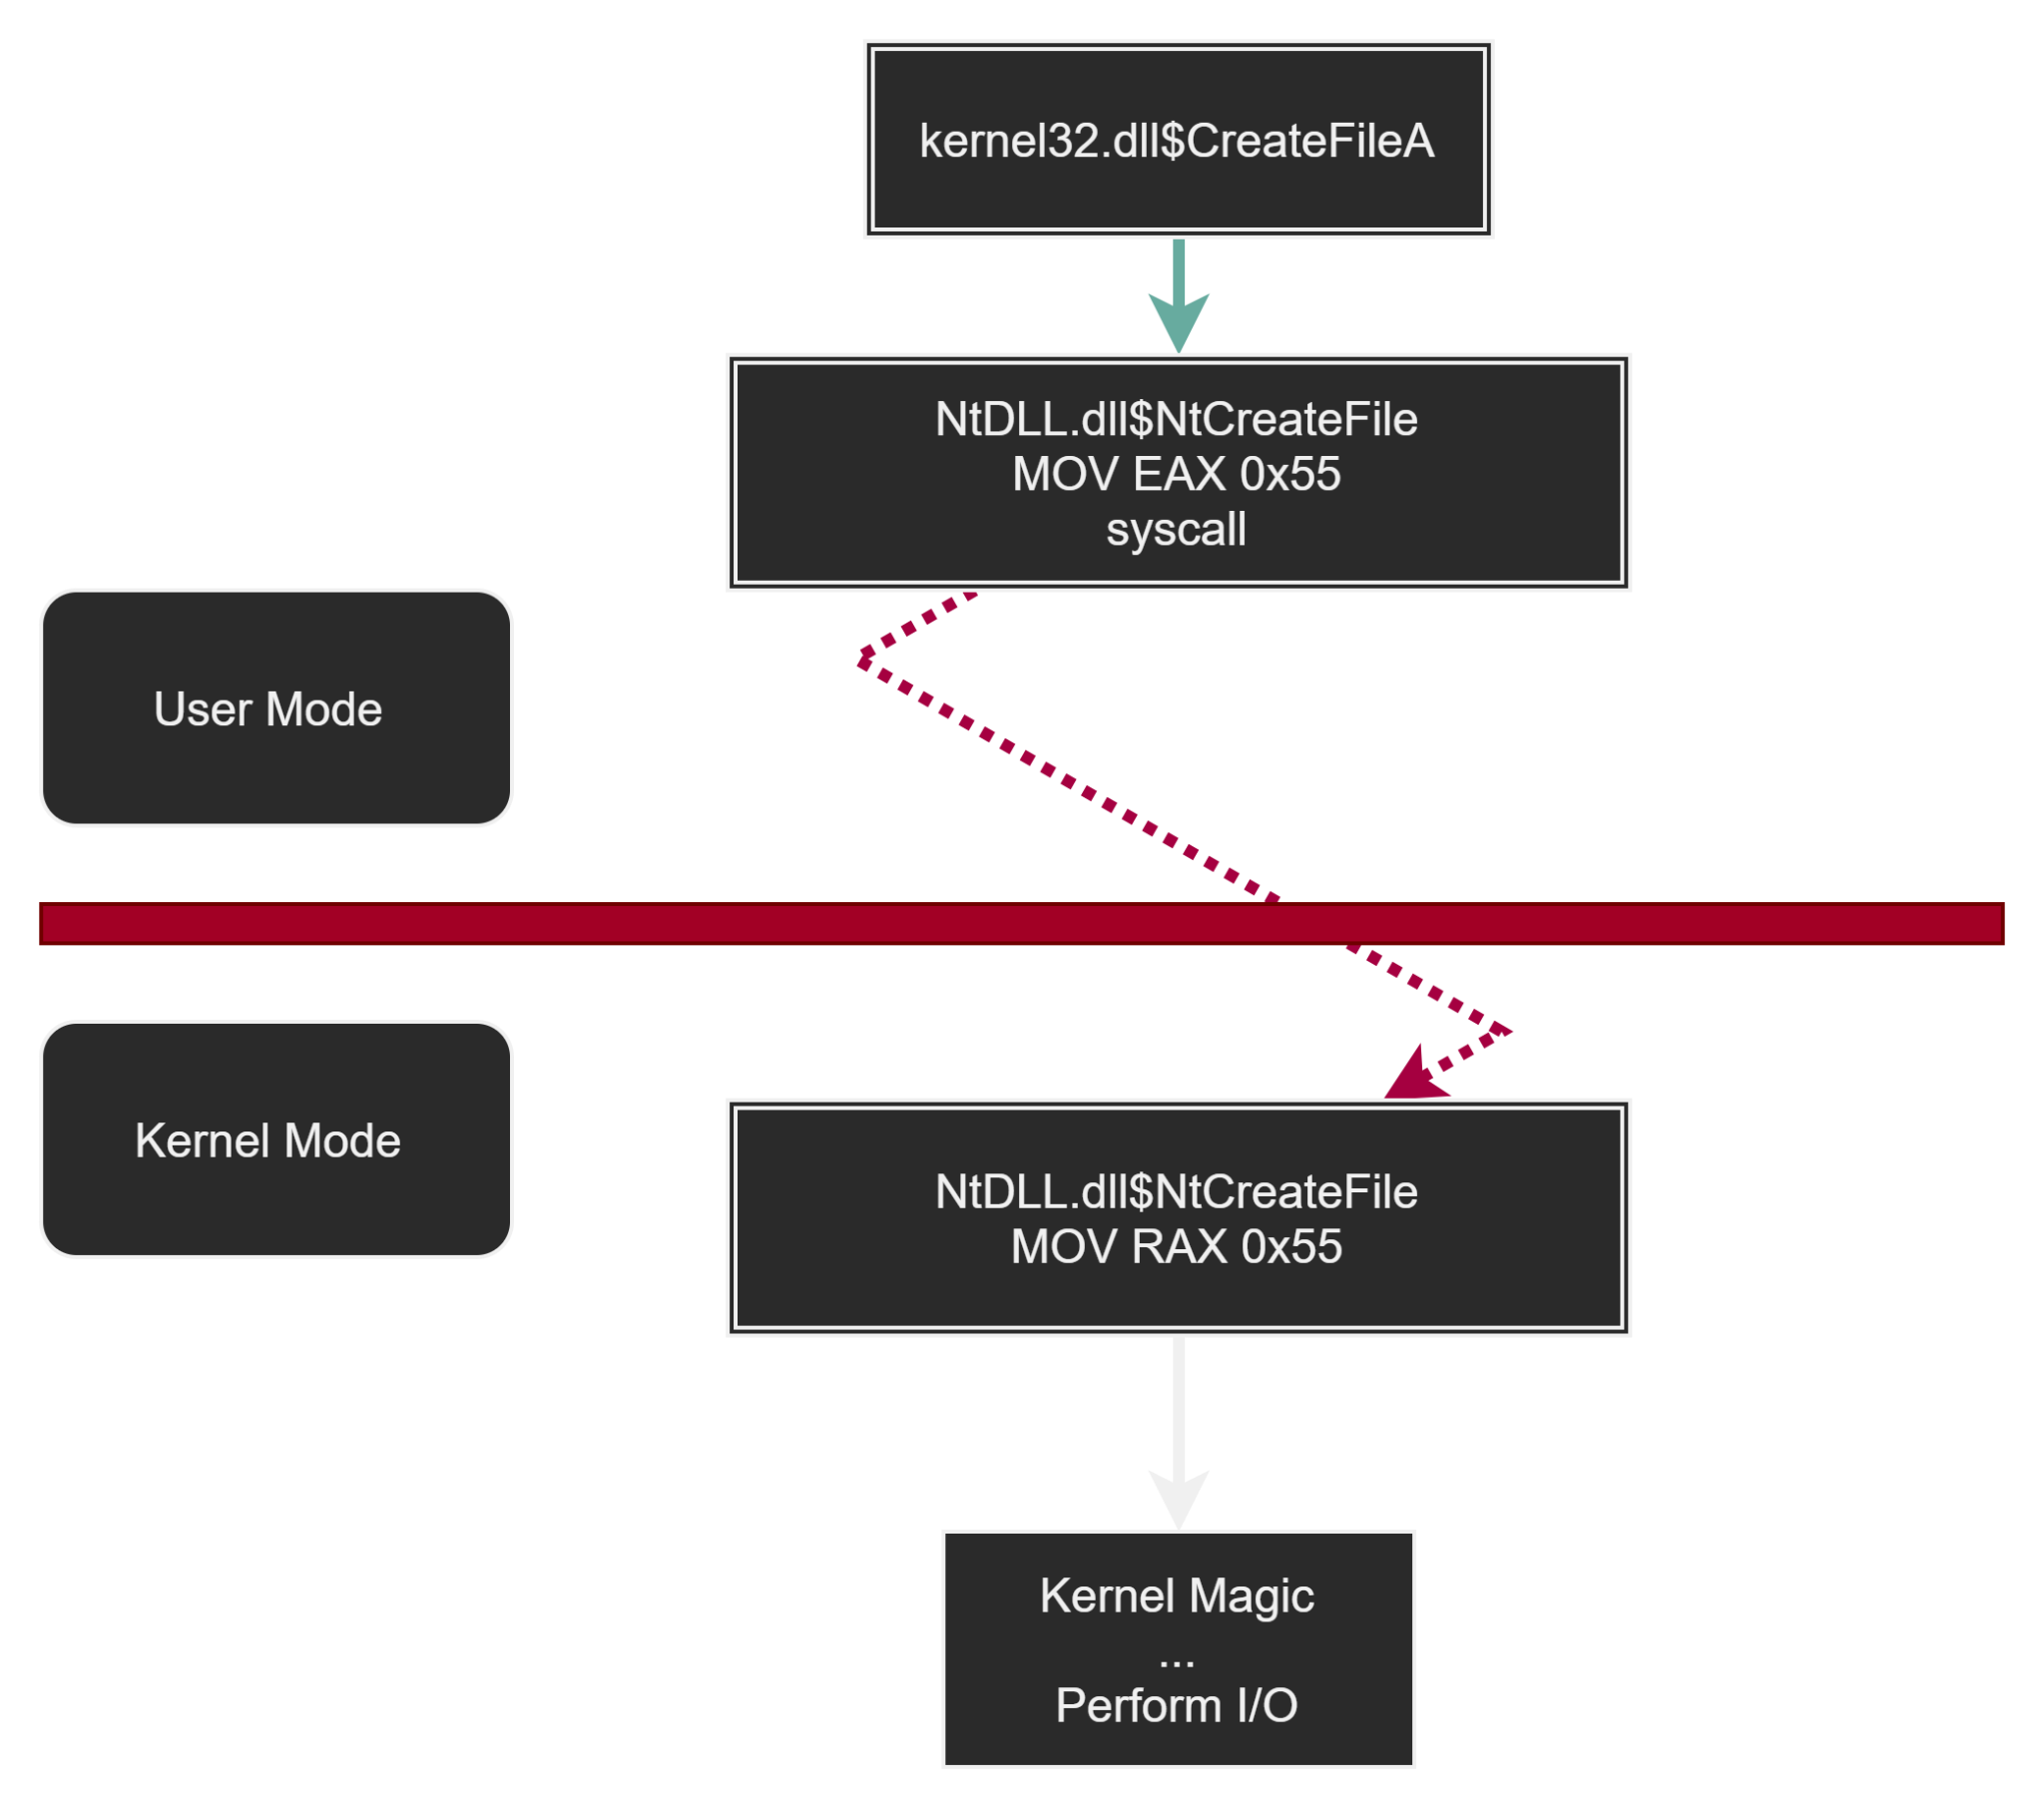 kernel32.dll$CreateFileA
NtDLL.dll$NtCreateFile
MOV EAX 0x55
syscall
User Mode
Kernel Mode
NtDLL.dll$NtCreateFile
MOV RAX 0x55
Kernel Magic
...
Perform I/O